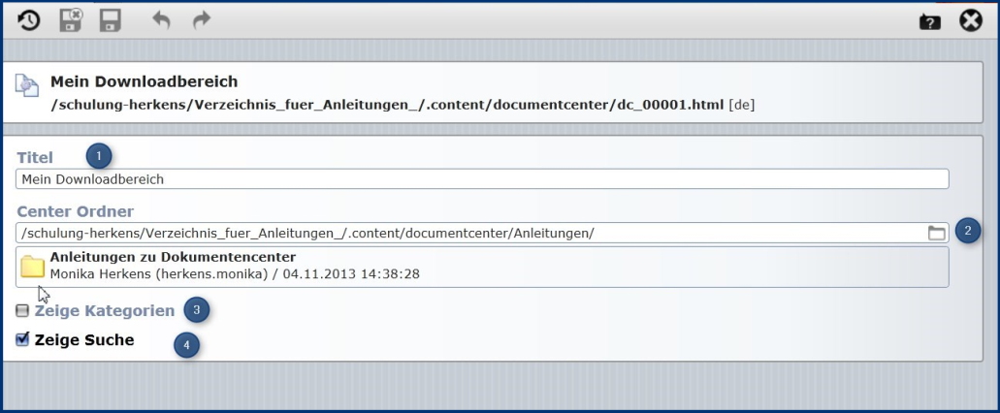 Mein Downloadbereich
/schulung-herkens/Verzeichnis_fuer_Anleitungen_/.content/documentcenter/dc_00001.html [de]
Titel 1
Mein Downloadbereich
Center Ordner
/schulung-herkens/Verzeichnis_fuer_Anleitungen_/.content/documentcenter/Anleitungen/ 2
Anleitungen zu Dokumentencenter
Monika Herkens (herkens.monika) / 04.11.2013 14:38:28
Zeige Kategorien 3
Zeige Suche 4